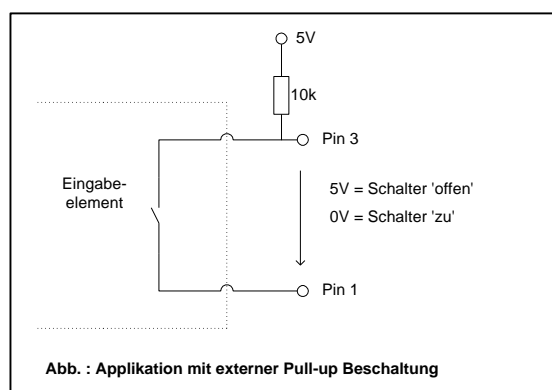 5V
10k
Pin 3
Eingabe-
element
5V = Schalter 'offen'
0V = Schalter 'zu'
Pin 1
Abb. : Applikation mit externer Pull-up Beschaltung